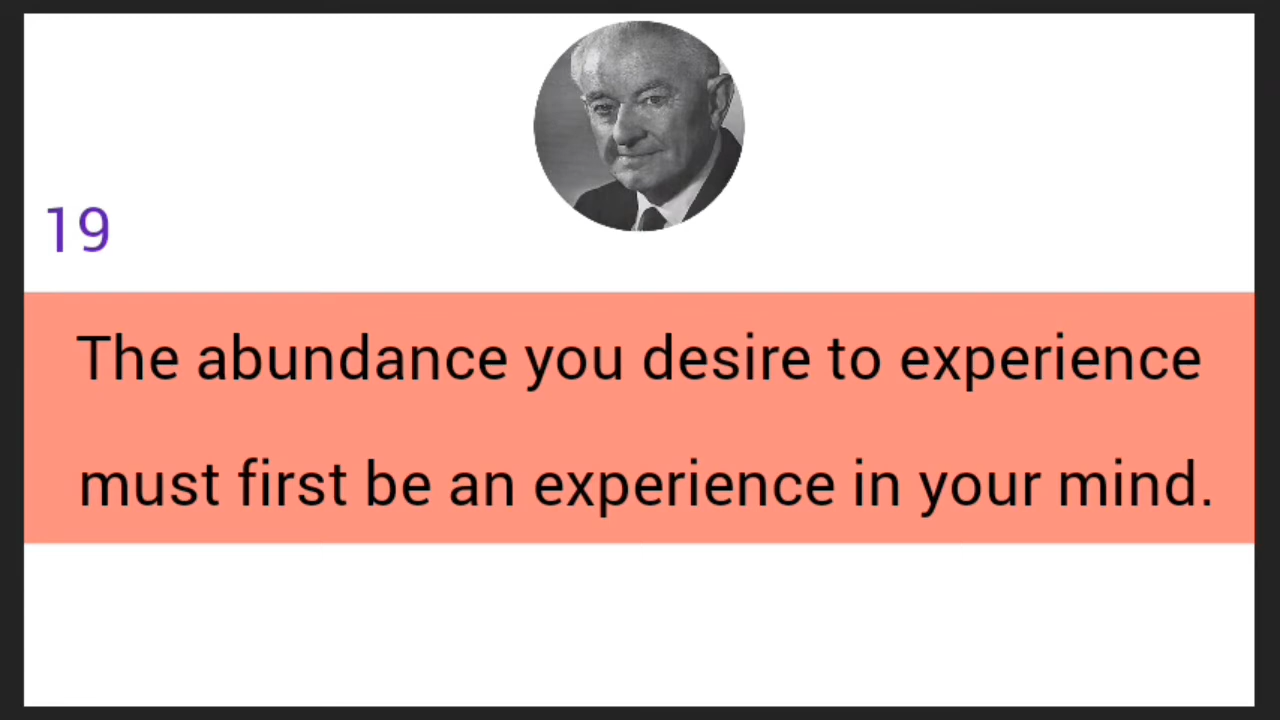 19
The abundance you desire to experience
must first be an experience in your mind.